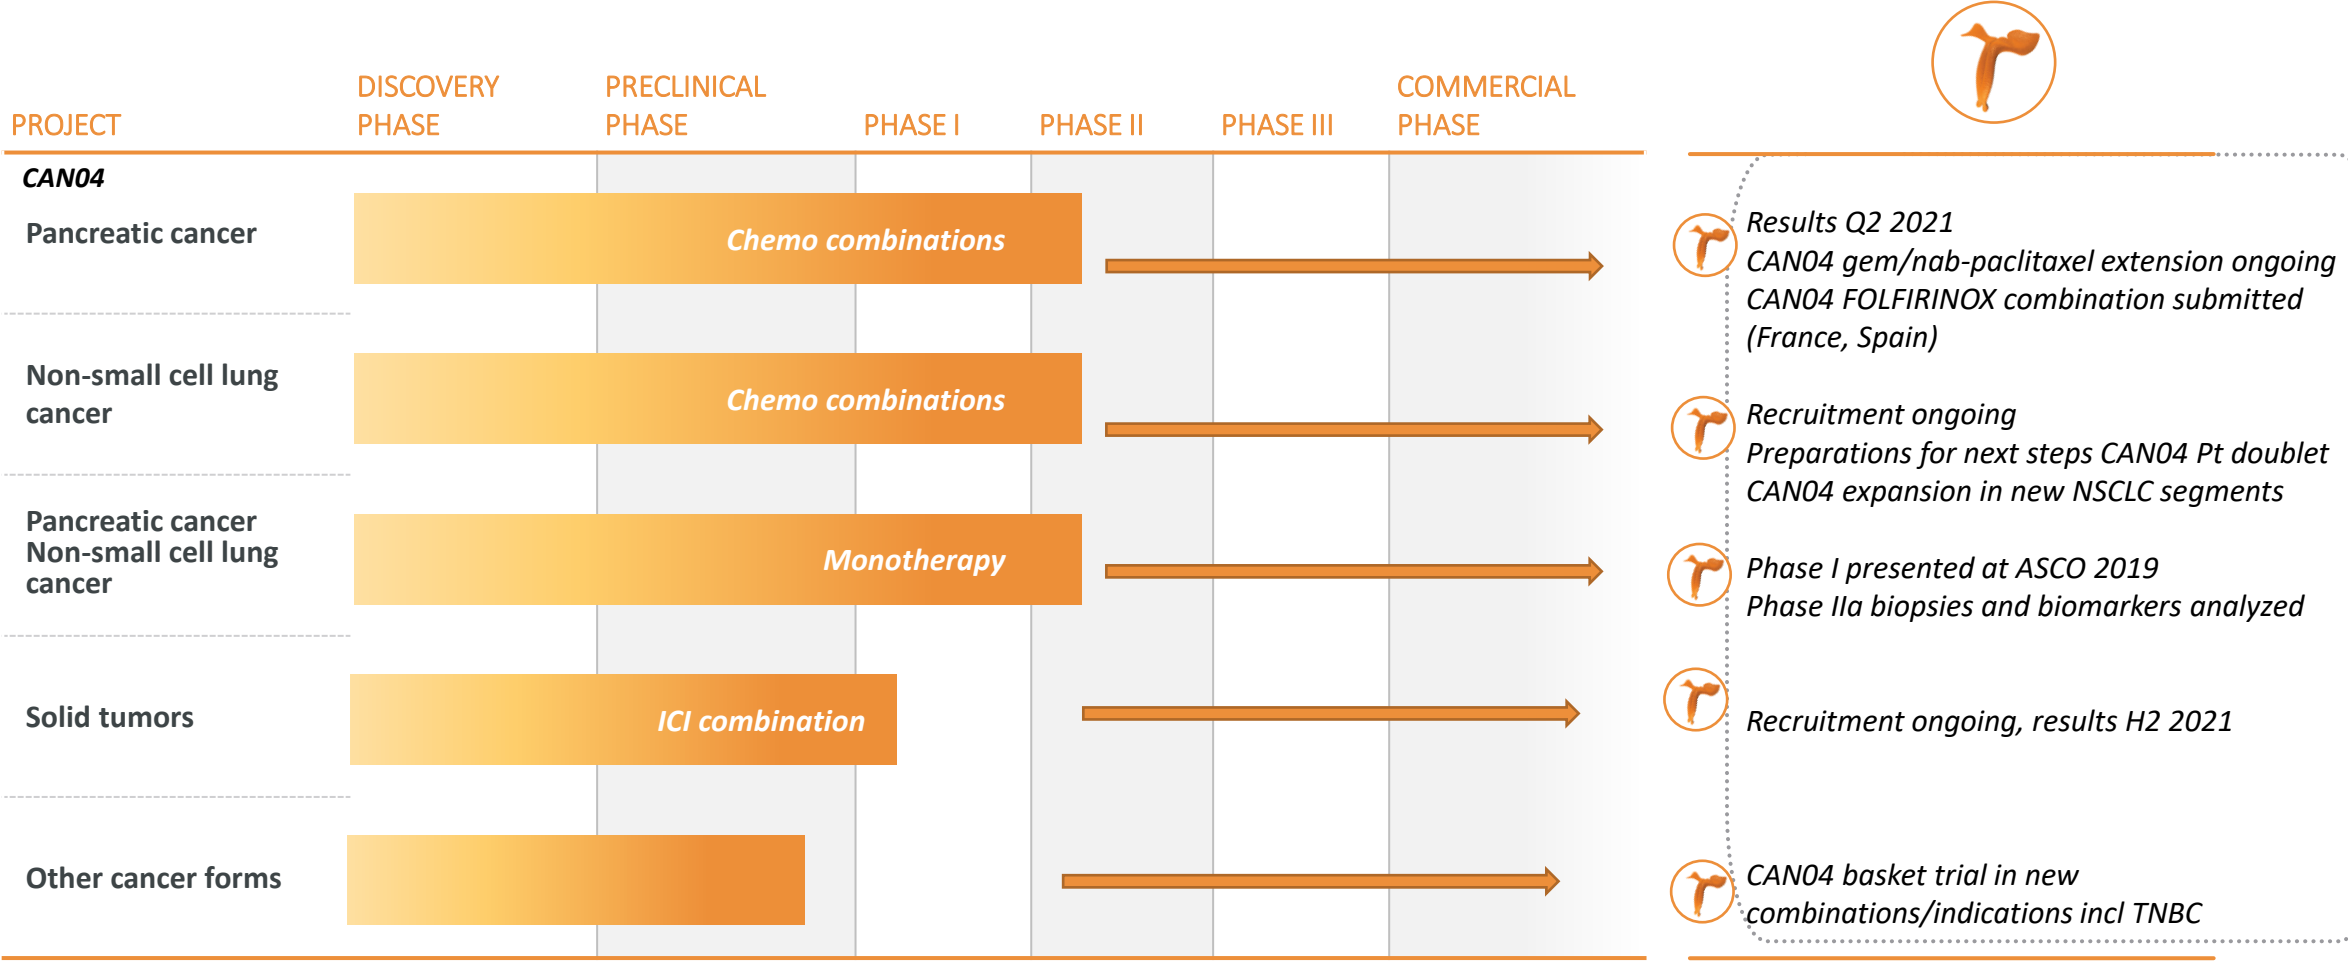 PROJECT
DISCOVERY
PHASE
PRECLINICAL
PHASE
PHASE I
PHASE II
PHASE III
COMMERCIAL
PHASE
CAN04
Pancreatic cancer
Chemo combinations
Results Q2 2021
CAN04 gem/nab-paclitaxel extension ongoing
CAN04 FOLFIRINOX combination submitted
(France, Spain)
Non-small cell lung
cancer
Chemo combinations
Recruitment ongoing
Preparations for next steps CAN04 Pt doublet
CAN04 expansion in new NSCLC segments
Pancreatic cancer
Non-small cell lung
cancer
Monotherapy
Phase I presented at ASCO 2019
Phase IIa biopsies and biomarkers analyzed
Solid tumors
ICI combination
Recruitment ongoing, results H2 2021
Other cancer forms
CAN04 basket trial in new
combinations/indications incl TNBC